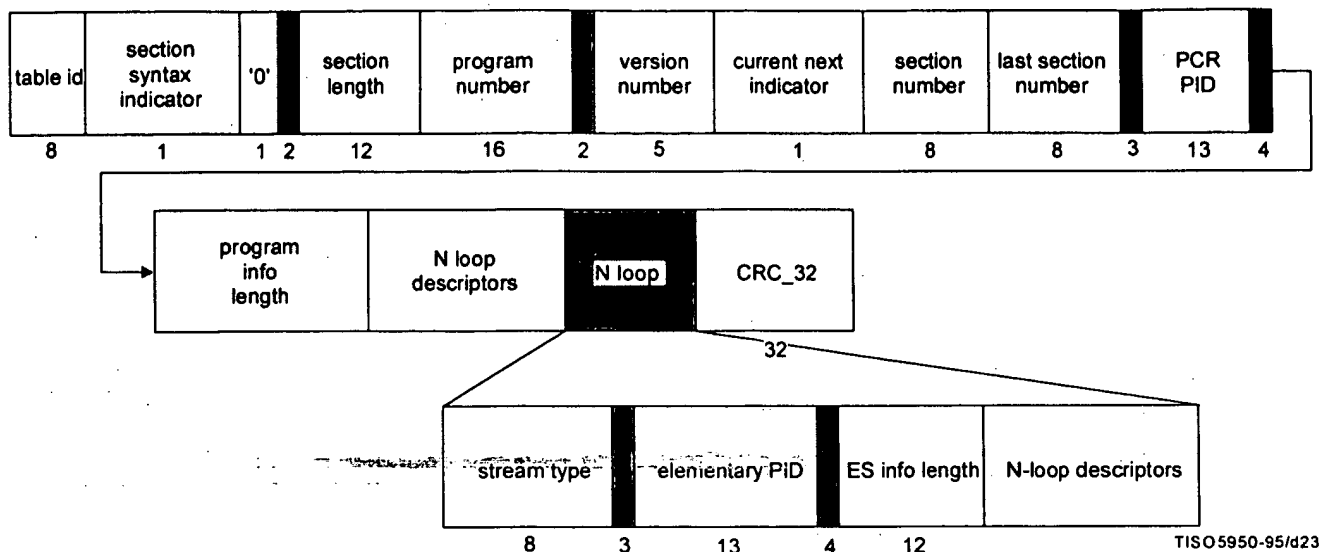 table id
section
syntax
indicator
'0'
section
length
program
number
version
number
current next
indicator
section
number
last section
number
PCR
PID
8 1 1 2 12 16 2 5 1 8 8 3 13 4
program
info
length
N loop
descriptors
N loop
CRC_32
32
stream type
elementary PID
ES info length
N-loop descriptors
8 3 13 4 12
TISO5950-95/d23